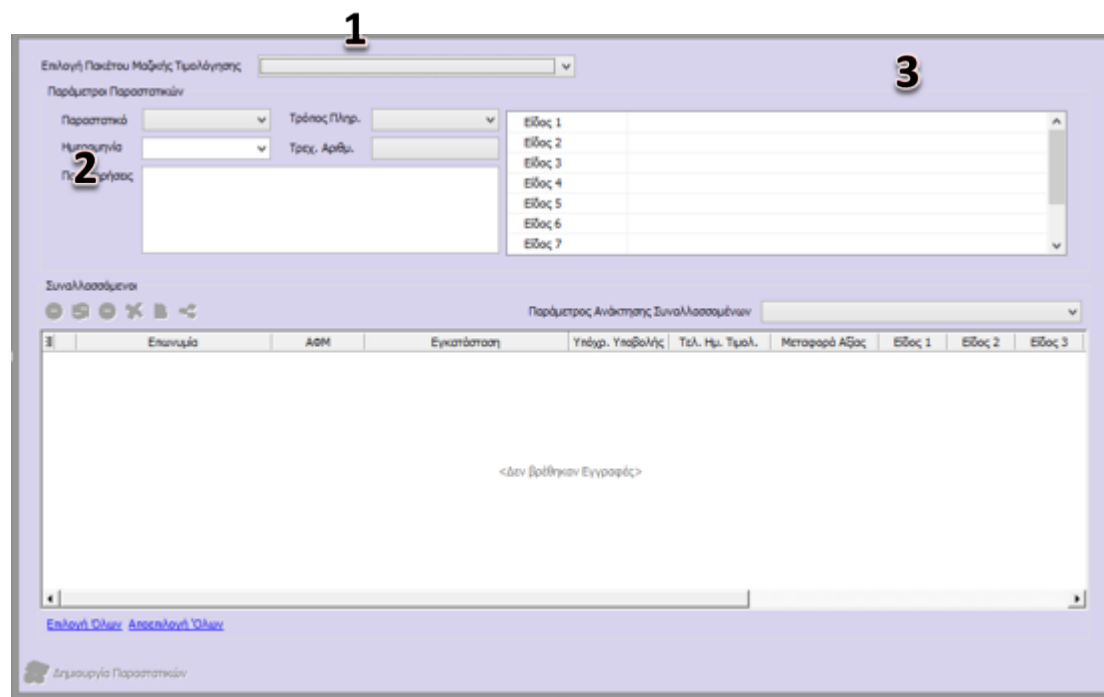 1
Επιλογή Πακέτου Μαζικής Τιμολόγησης
3
Παράμετροι Παραστατικών
Παραστατικό Τρόπος Πληρ.
Ημερομηνία Τρεχ. Αριθμ.
2
Είδος 1
Είδος 2
Είδος 3
Είδος 4
Είδος 5
Είδος 6
Είδος 7
Συναλλασσόμενοι
Παράμετρος Ανάκτησης Συναλλασσομένων
Επωνυμία ΑΦΜ Εγκατάσταση Υπόχρ. Υποβολής Τελ. Ημ. Τιμολ. Μεταφορά Αξίας Είδος 1 Είδος 2 Είδος 3
<Δεν βρέθηκαν Εγγραφές>
Επιλογή Όλων Αποεπιλογή Όλων
Δημιουργία Παραστατικών